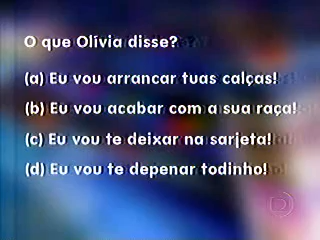 O que Olívia disse?
(a) Eu vou arrancar tuas calças!
(b) Eu vou acabar com a sua raça!
(c) Eu vou te deixar na sarjeta!
(d) Eu vou te depenar todinho!